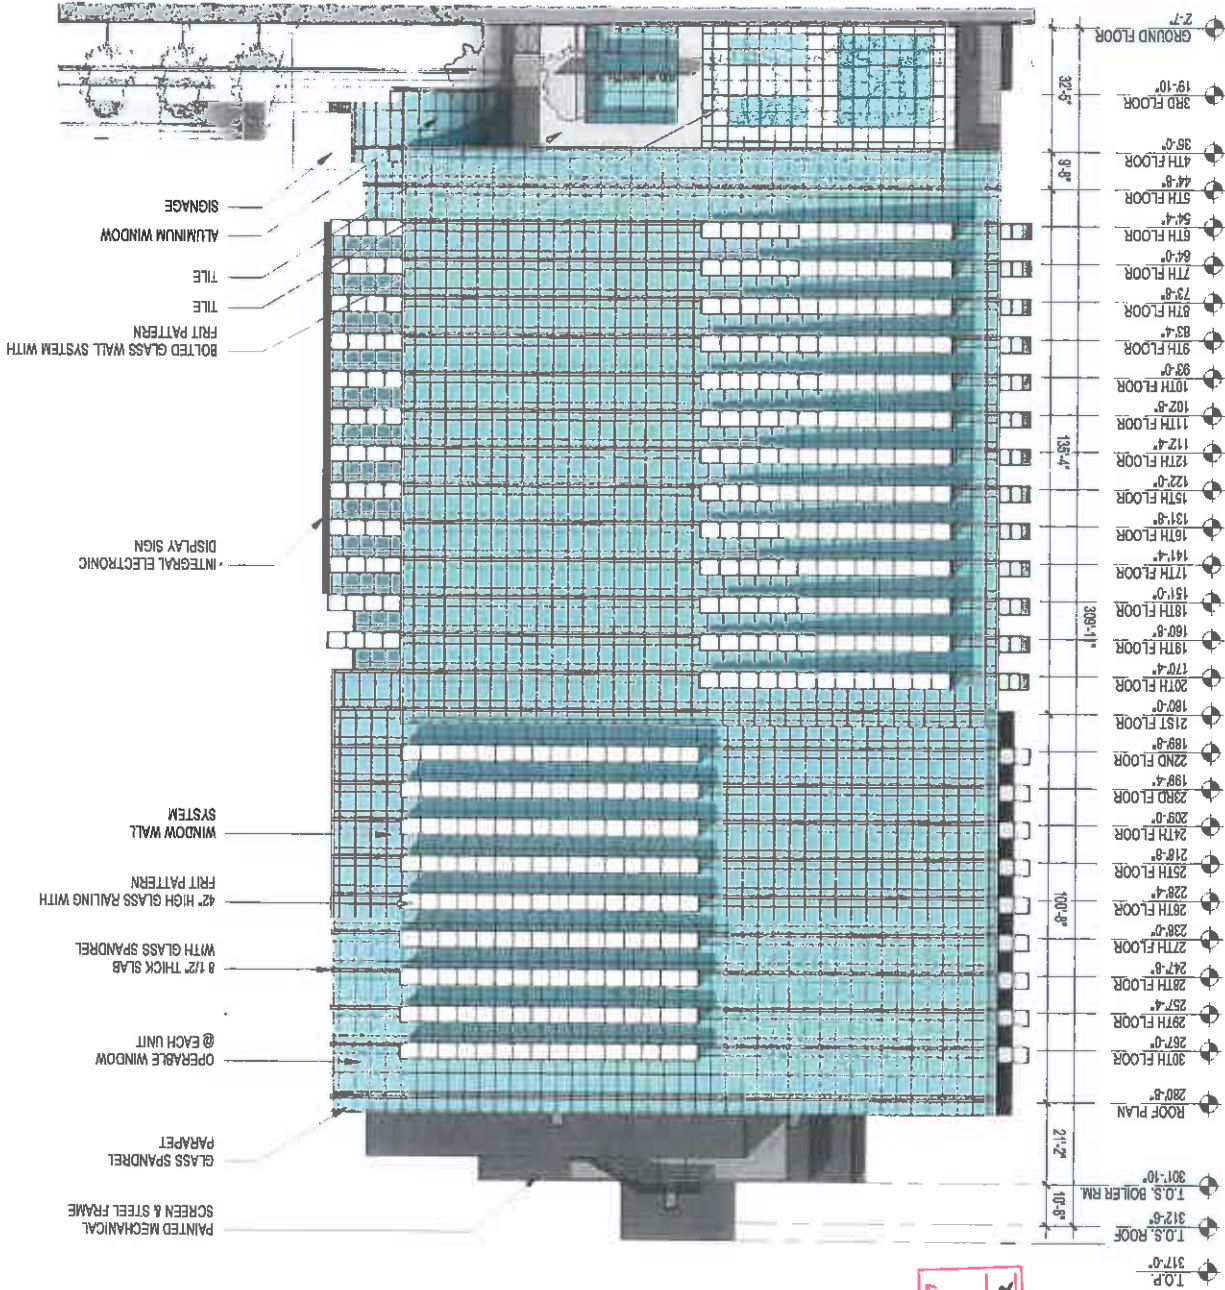 T.O.P.
317'-0"
T.O.S. ROOF
312'-6"
T.O.S. BOILER RM.
301'-10"
ROOF PLAN
280'-8"
30TH FLOOR
267'-0"
29TH FLOOR
257'-4"
28TH FLOOR
247'-8"
27TH FLOOR
238'-0"
26TH FLOOR
228'-4"
25TH FLOOR
218'-8"
24TH FLOOR
209'-0"
23RD FLOOR
199'-4"
22ND FLOOR
189'-8"
21ST FLOOR
180'-0"
20TH FLOOR
170'-4"
19TH FLOOR
160'-8"
18TH FLOOR
151'-0"
17TH FLOOR
141'-4"
16TH FLOOR
131'-8"
15TH FLOOR
122'-0"
12TH FLOOR
112'-4"
11TH FLOOR
102'-8"
10TH FLOOR
93'-0"
9TH FLOOR
83'-4"
8TH FLOOR
73'-8"
7TH FLOOR
64'-0"
6TH FLOOR
54'-4"
5TH FLOOR
44'-8"
4TH FLOOR
35'-0"
3RD FLOOR
19'-10"
GROUND FLOOR
2'-7"
10'-8"
21'-2"
100'-8"
309'-11"
135'-4"
9'-8"
32'-5"
PAINTED MECHANICAL
SCREEN & STEEL FRAME
GLASS SPANDREL
PARAPET
OPERABLE WINDOW
@ EACH UNIT
8 1/2" THICK SLAB
WITH GLASS SPANDREL
42" HIGH GLASS RAILING WITH
FRIT PATTERN
WINDOW WALL
SYSTEM
INTEGRAL ELECTRONIC
DISPLAY SIGN
BOLTED GLASS WALL SYSTEM WITH
FRIT PATTERN
TILE
TILE
ALUMINUM WINDOW
SIGNAGE